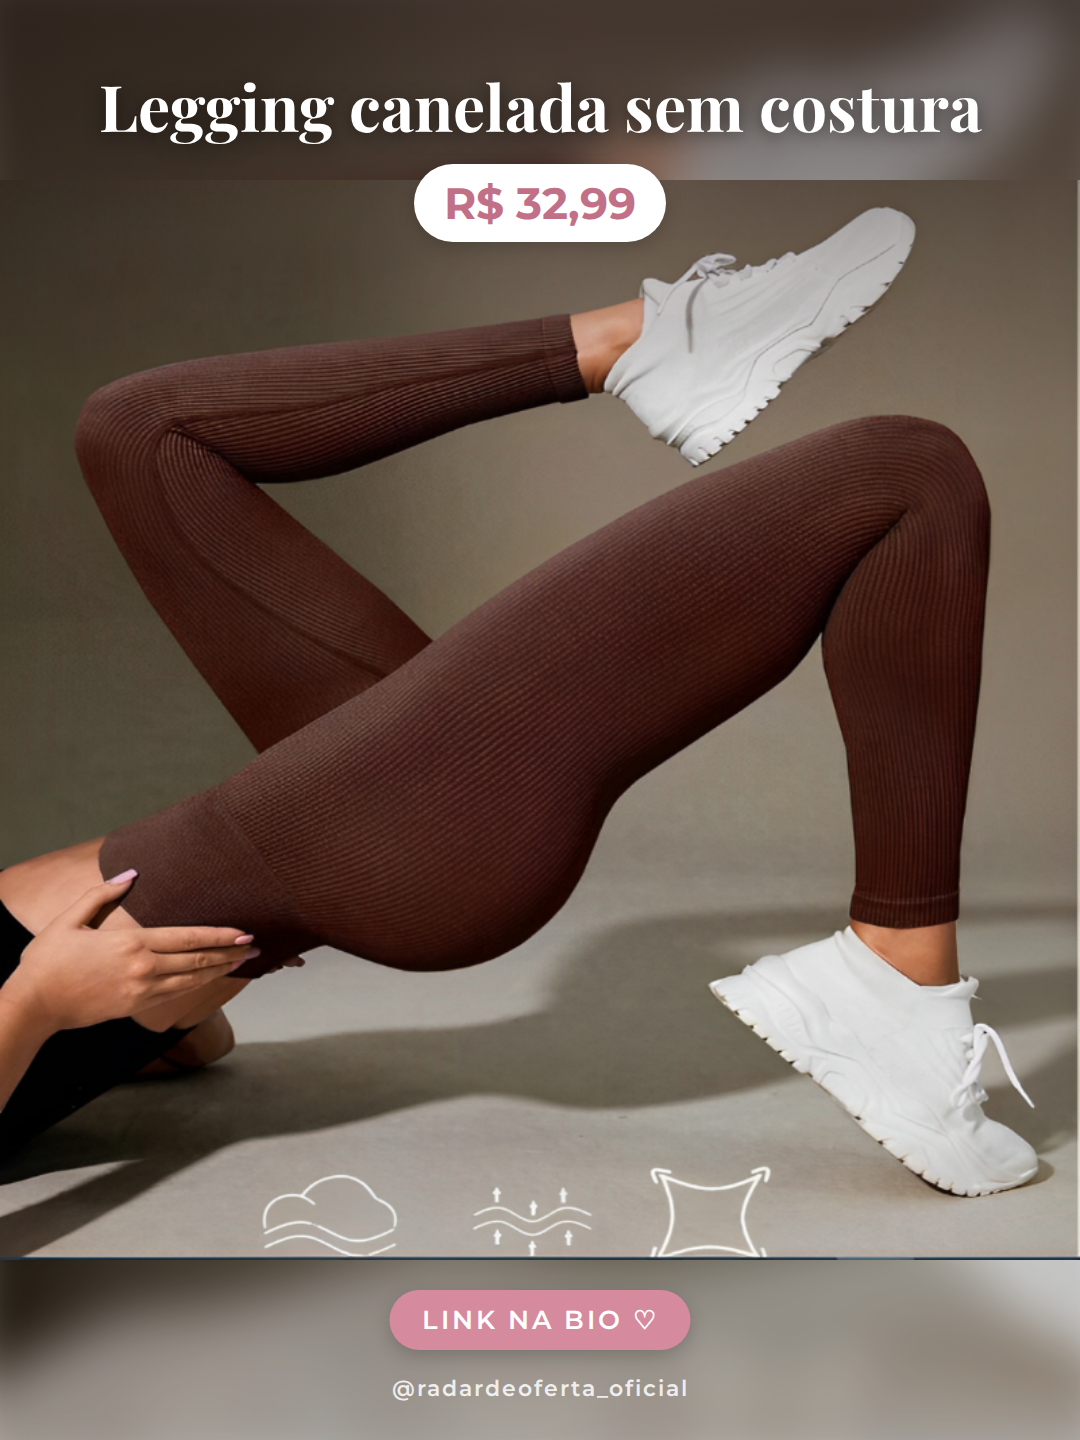 Legging canelada sem costura
R$ 32,99
LINK NA BIO ♡
@radardeoferta_oficial